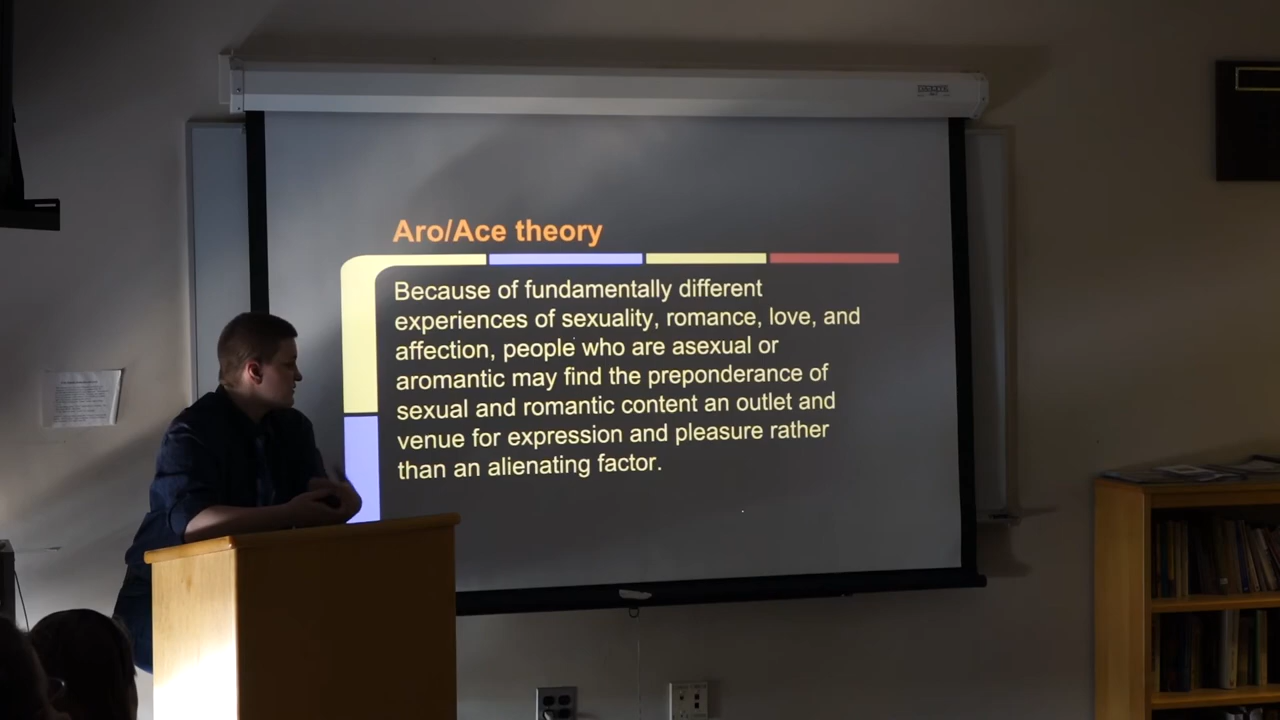 Aro/Ace theory
Because of fundamentally different
experiences of sexuality, romance, love, and
affection, people who are asexual or
aromantic may find the preponderance of
sexual and romantic content an outlet and
venue for expression and pleasure rather
than an alienating factor.